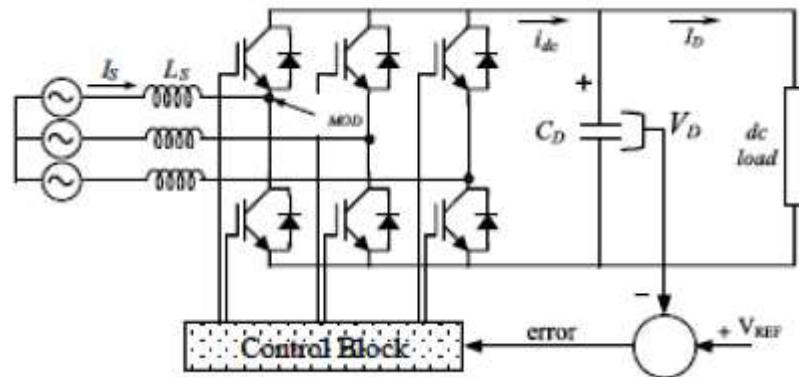 i_dc
I_D
I_S
L_S
+
MOD
C_D
V_D
dc
load
−
+ V_REF
error
Control Block